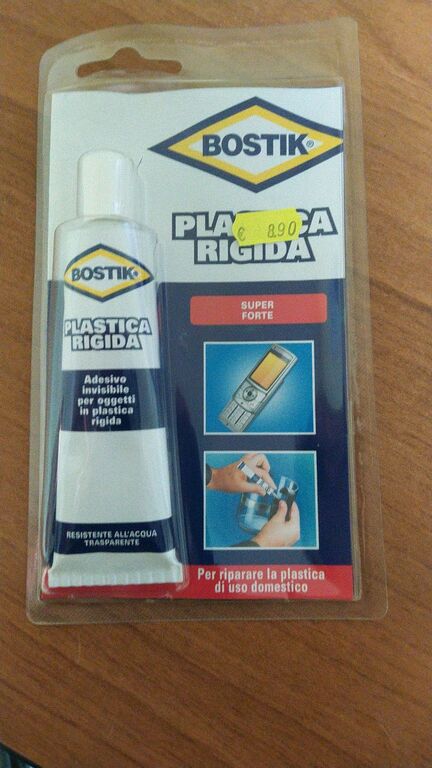 BOSTIK®
PLASTICA
€ 8.90
RIGIDA
SUPER
FORTE
Per riparare la plastica
di uso domestico
BOSTIK®
PLASTICA
RIGIDA
Adesivo
invisibile
per oggetti
in plastica
rigida
RESISTENTE ALL'ACQUA
TRASPARENTE